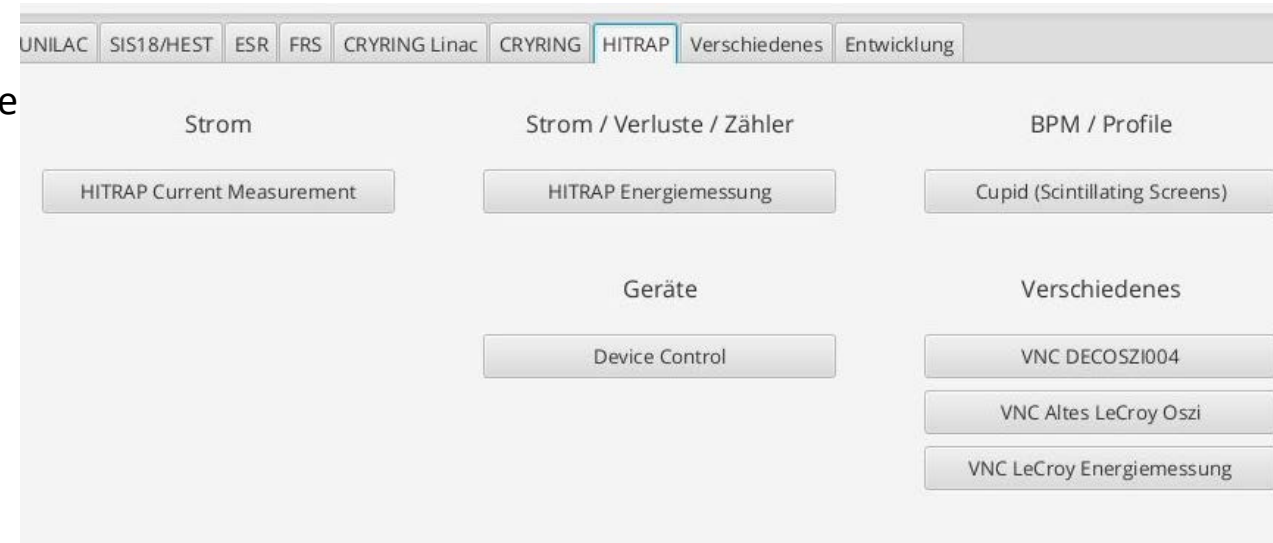 UNILAC SIS18/HEST ESR FRS CRYRING Linac CRYRING HITRAP Verschiedenes Entwicklung
e
Strom Strom / Verluste / Zähler BPM / Profile
HITRAP Current Measurement HITRAP Energiemessung Cupid (Scintillating Screens)
Geräte Verschiedenes
Device Control VNC DECOSZI004
VNC Altes LeCroy Oszi
VNC LeCroy Energiemessung